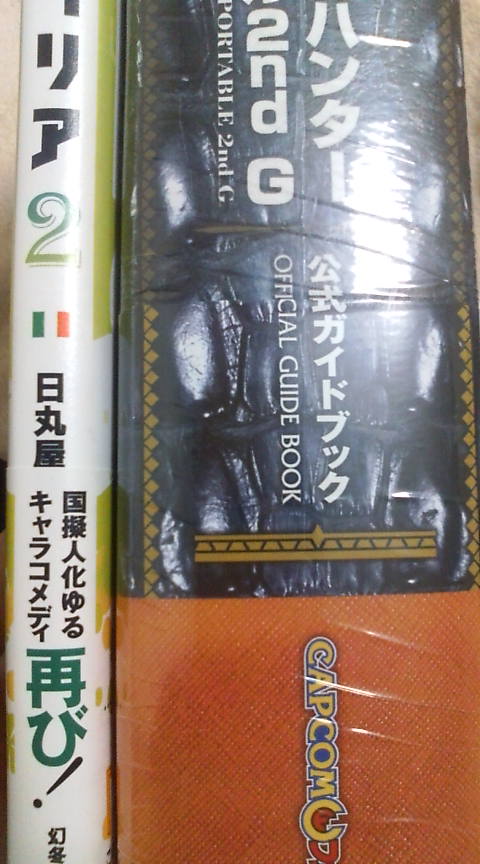 リア
2
日丸屋
国擬人化ゆる
キャラコメディ
再び!
幻冬
ハンター
2nd G
PORTABLE 2nd G
公式ガイドブック
OFFICIAL GUIDE BOOK
CAPCOM